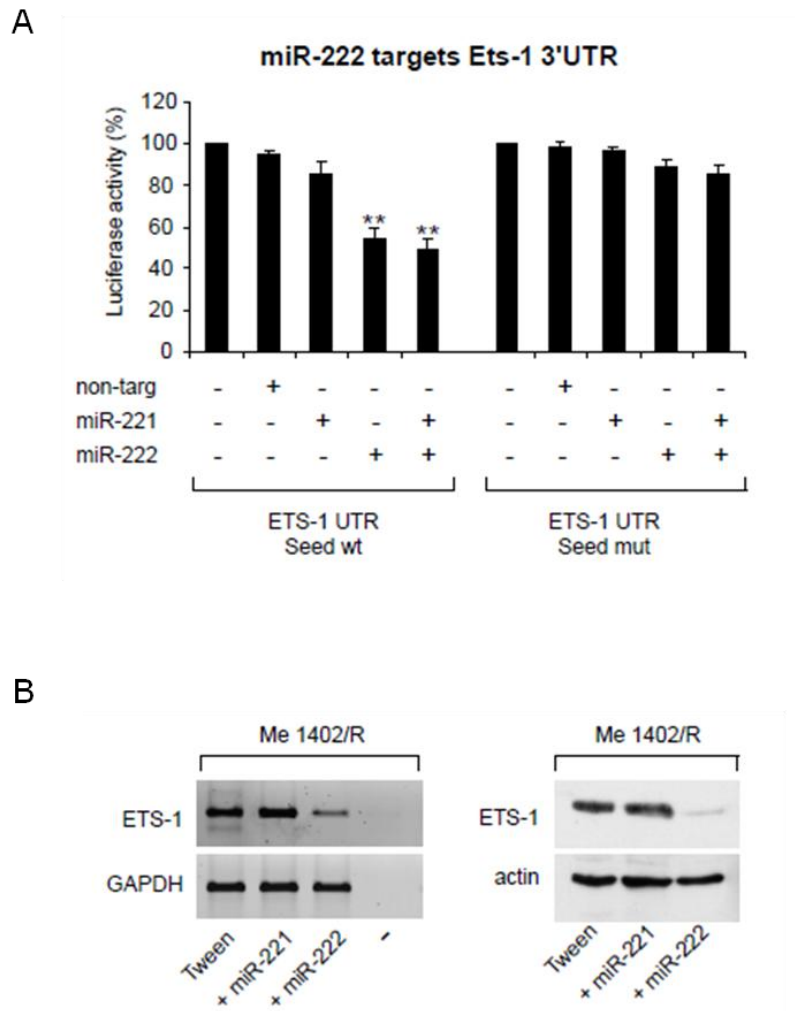 A
miR-222 targets Ets-1 3'UTR
Luciferase activity (%)
120
100
80
60
40
20
0
** **
non-targ - + - - - - + - - -
miR-221 - - + - + - - + - +
miR-222 - - - + + - - - + +
ETS-1 UTR ETS-1 UTR
Seed wt Seed mut
B
Me 1402/R Me 1402/R
ETS-1 ETS-1
GAPDH actin
Tween + miR-221 + miR-222 - Tween + miR-221 + miR-222